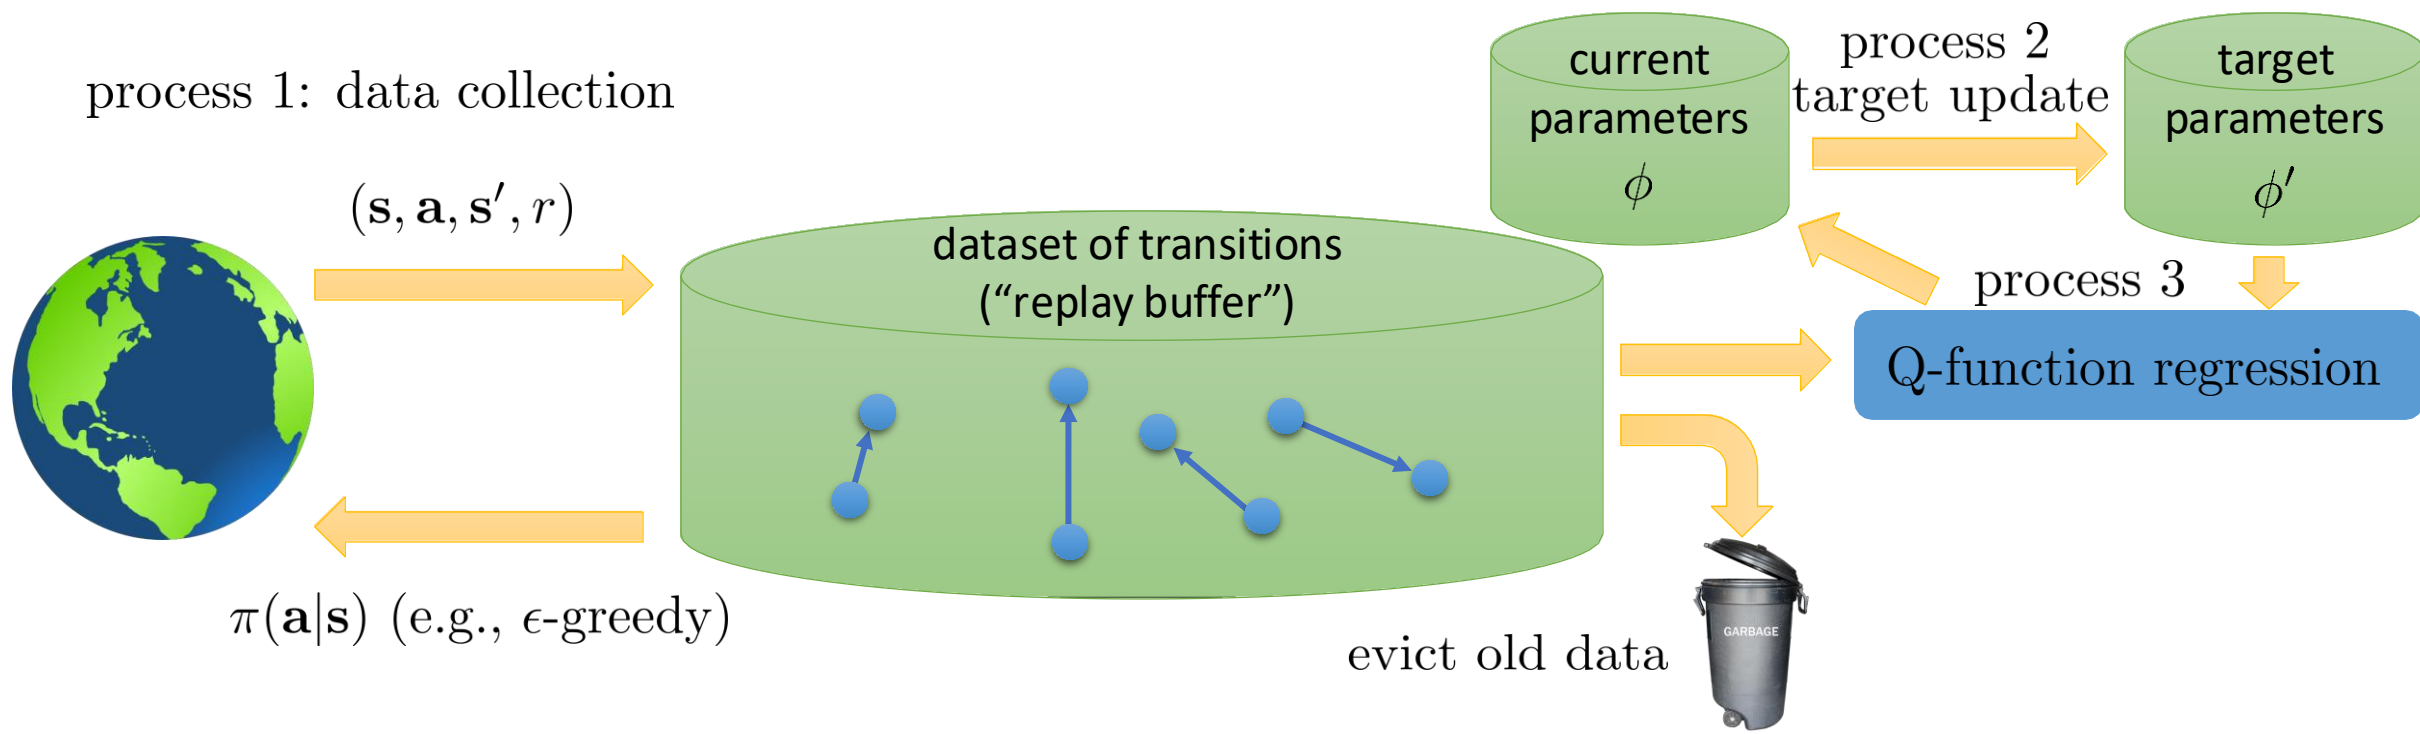 process 1: data collection
(s, a, s′, r)
π(a|s) (e.g., ϵ-greedy)
dataset of transitions
(“replay buffer”)
current
parameters
ϕ
process 2
target update
target
parameters
ϕ′
process 3
Q-function regression
evict old data
GARBAGE